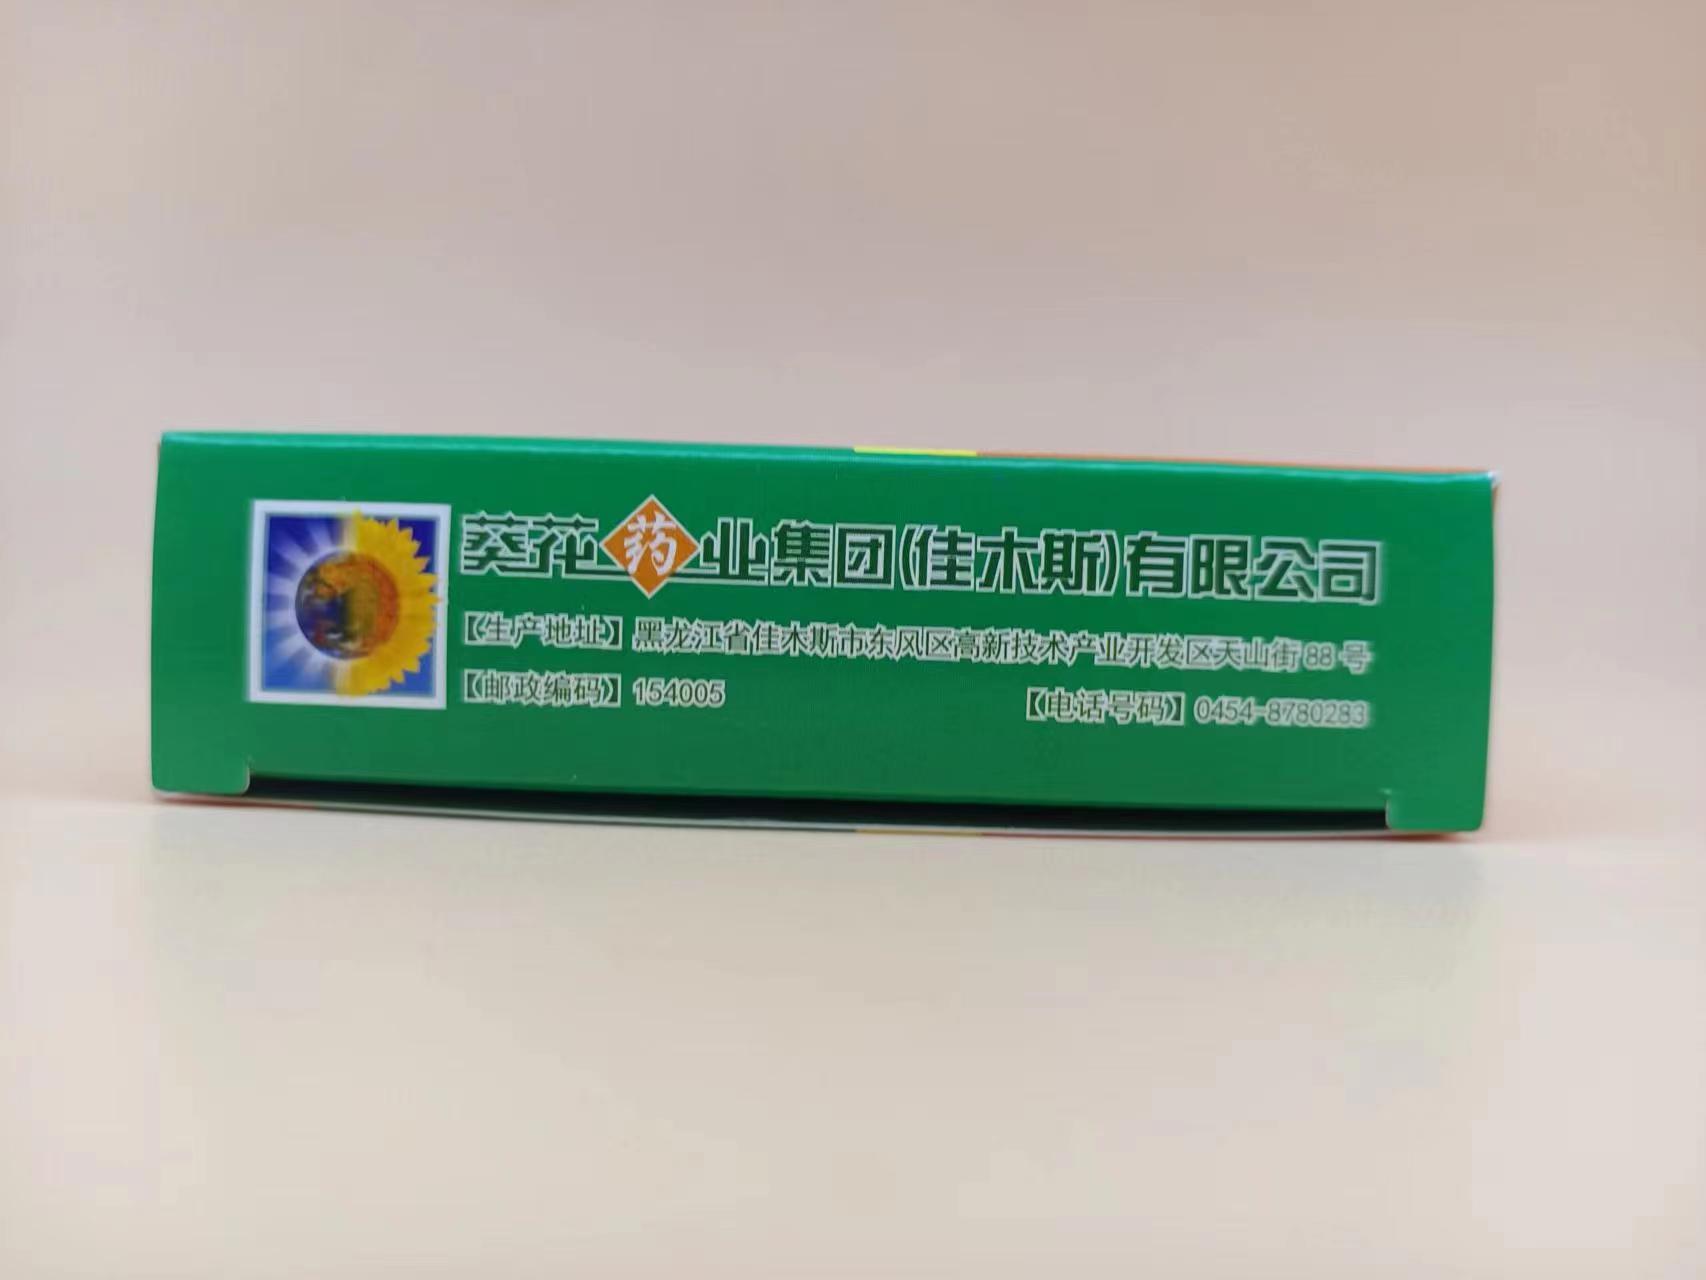 葵花药业集团(佳木斯)有限公司
【生产地址】黑龙江省佳木斯市东风区高新技术产业开发区天山街88号
【邮政编码】154005 【电话号码】0454-8780283